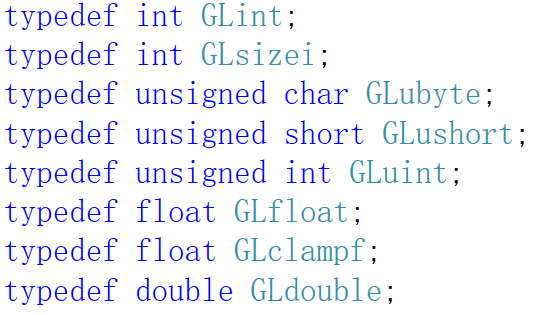 typedef int GLint;
typedef int GLsizei;
typedef unsigned char GLubyte;
typedef unsigned short GLushort;
typedef unsigned int GLuint;
typedef float GLfloat;
typedef float GLclampf;
typedef double GLdouble;